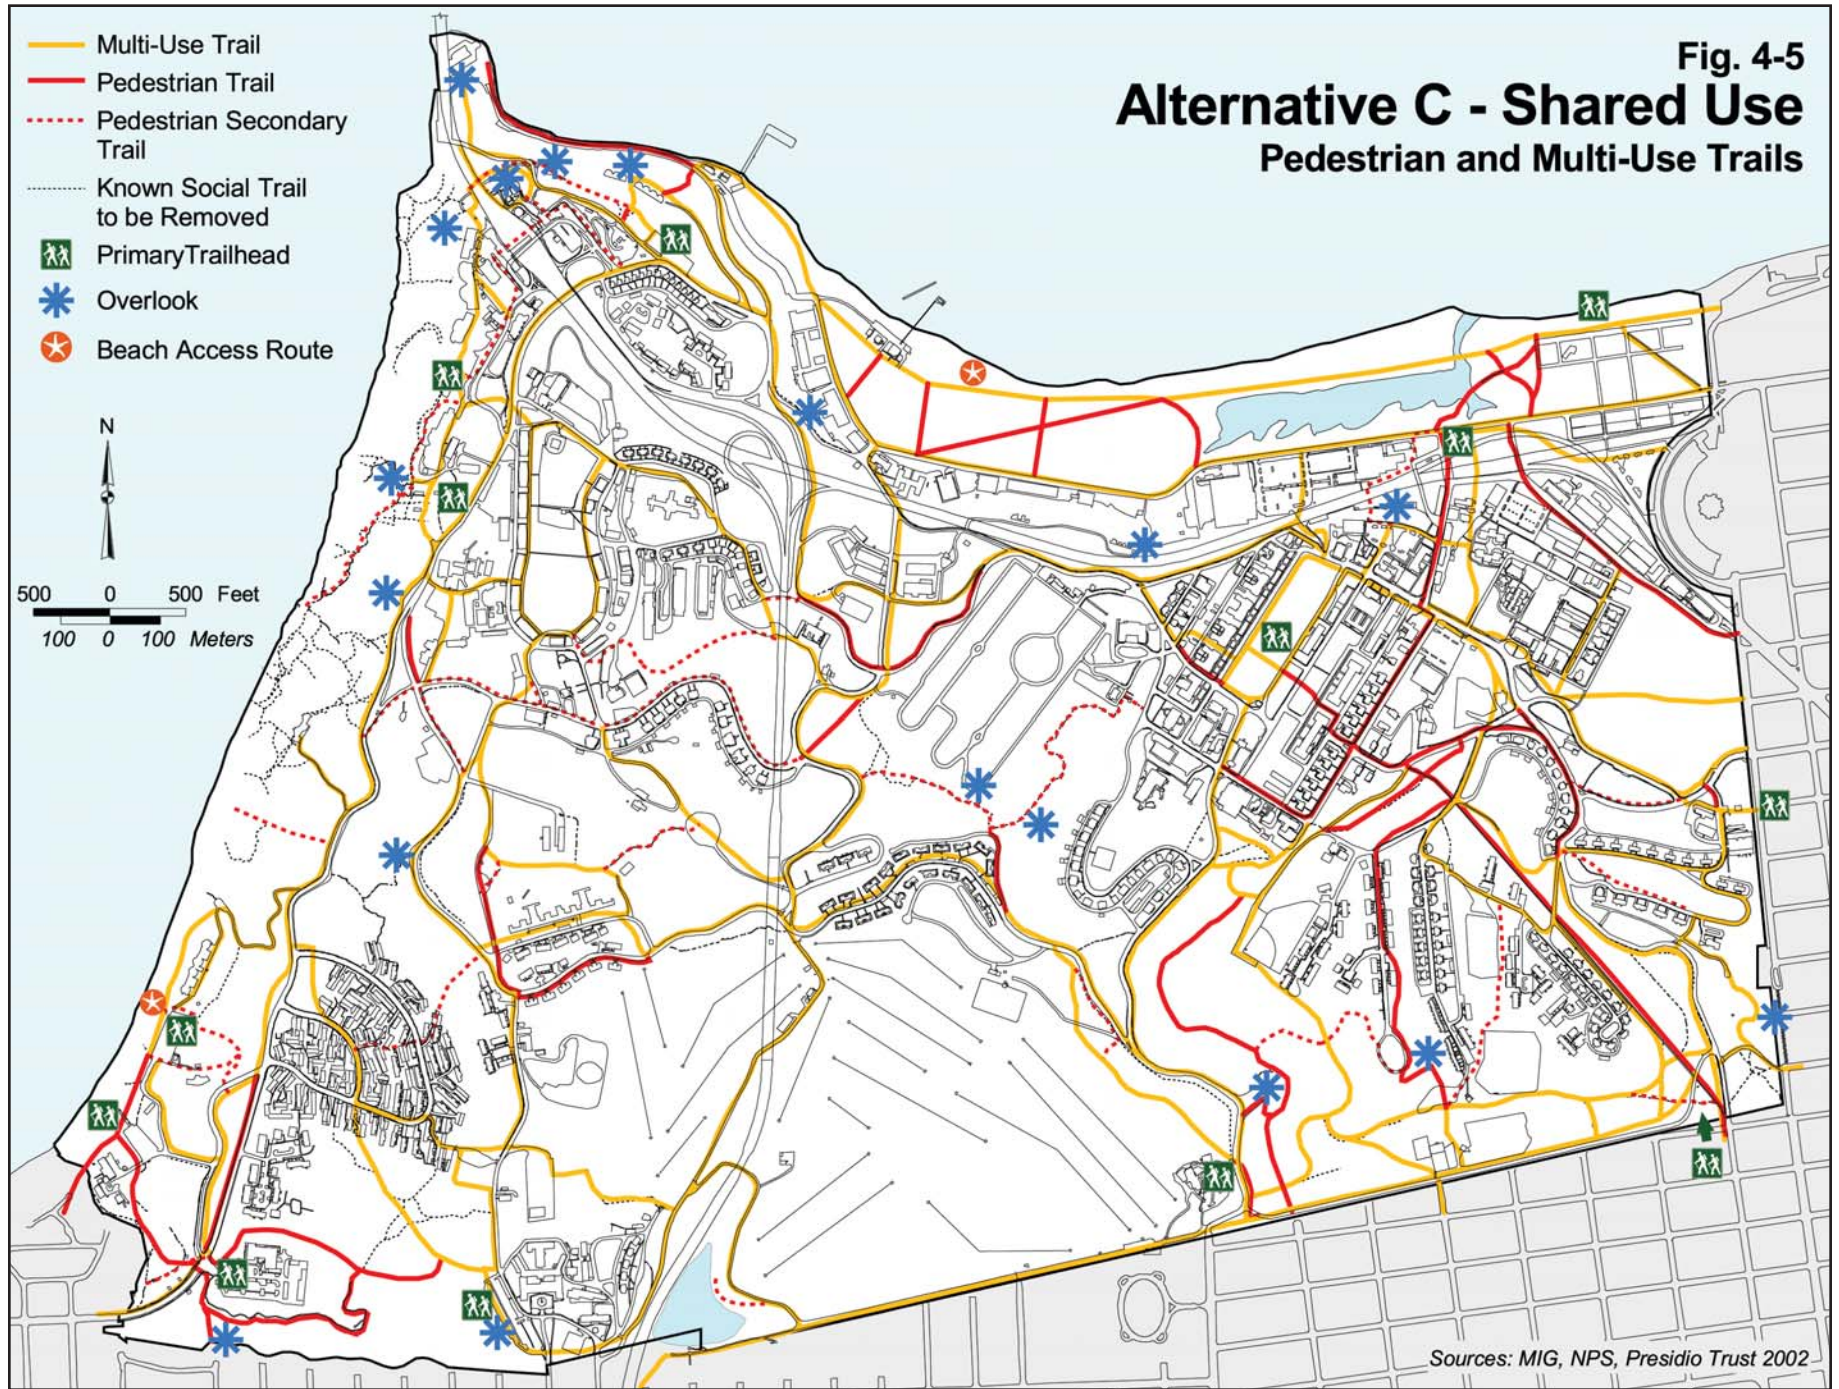 Multi-Use Trail
Pedestrian Trail
Pedestrian Secondary
Trail
Known Social Trail
to be Removed
PrimaryTrailhead
Overlook
Beach Access Route
Fig. 4-5
Alternative C - Shared Use
Pedestrian and Multi-Use Trails
N
500 0 500 Feet
100 0 100 Meters
Sources: MIG, NPS, Presidio Trust 2002